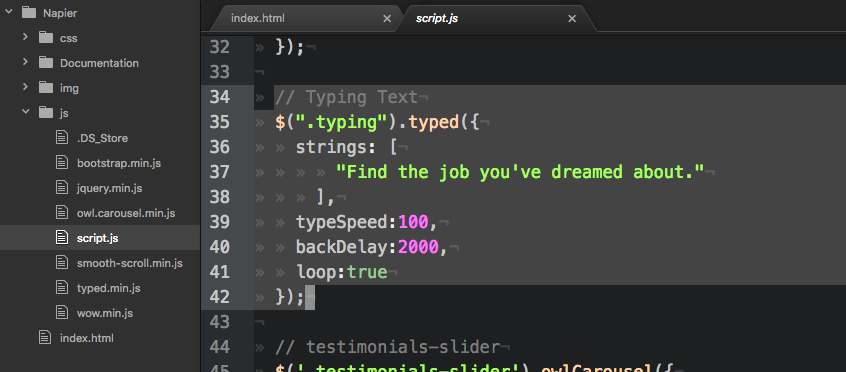 Napier
css
Documentation
img
js
.DS_Store
bootstrap.min.js
jquery.min.js
owl.carousel.min.js
script.js
smooth-scroll.min.js
typed.min.js
wow.min.js
index.html
index.html × script.js ×
32 » });¬
33 ¬
34 » // Typing Text¬
35 » $(".typing").typed({¬
36 » » strings: [¬
37 » » » » "Find the job you've dreamed about."¬
38 » » » ],¬
39 » » typeSpeed:100,¬
40 » » backDelay:2000,¬
41 » » loop:true¬
42 » });¬
43 ¬
44 » // testimonials-slider¬
45 » $('.testimonials-slider').owlCarousel({¬